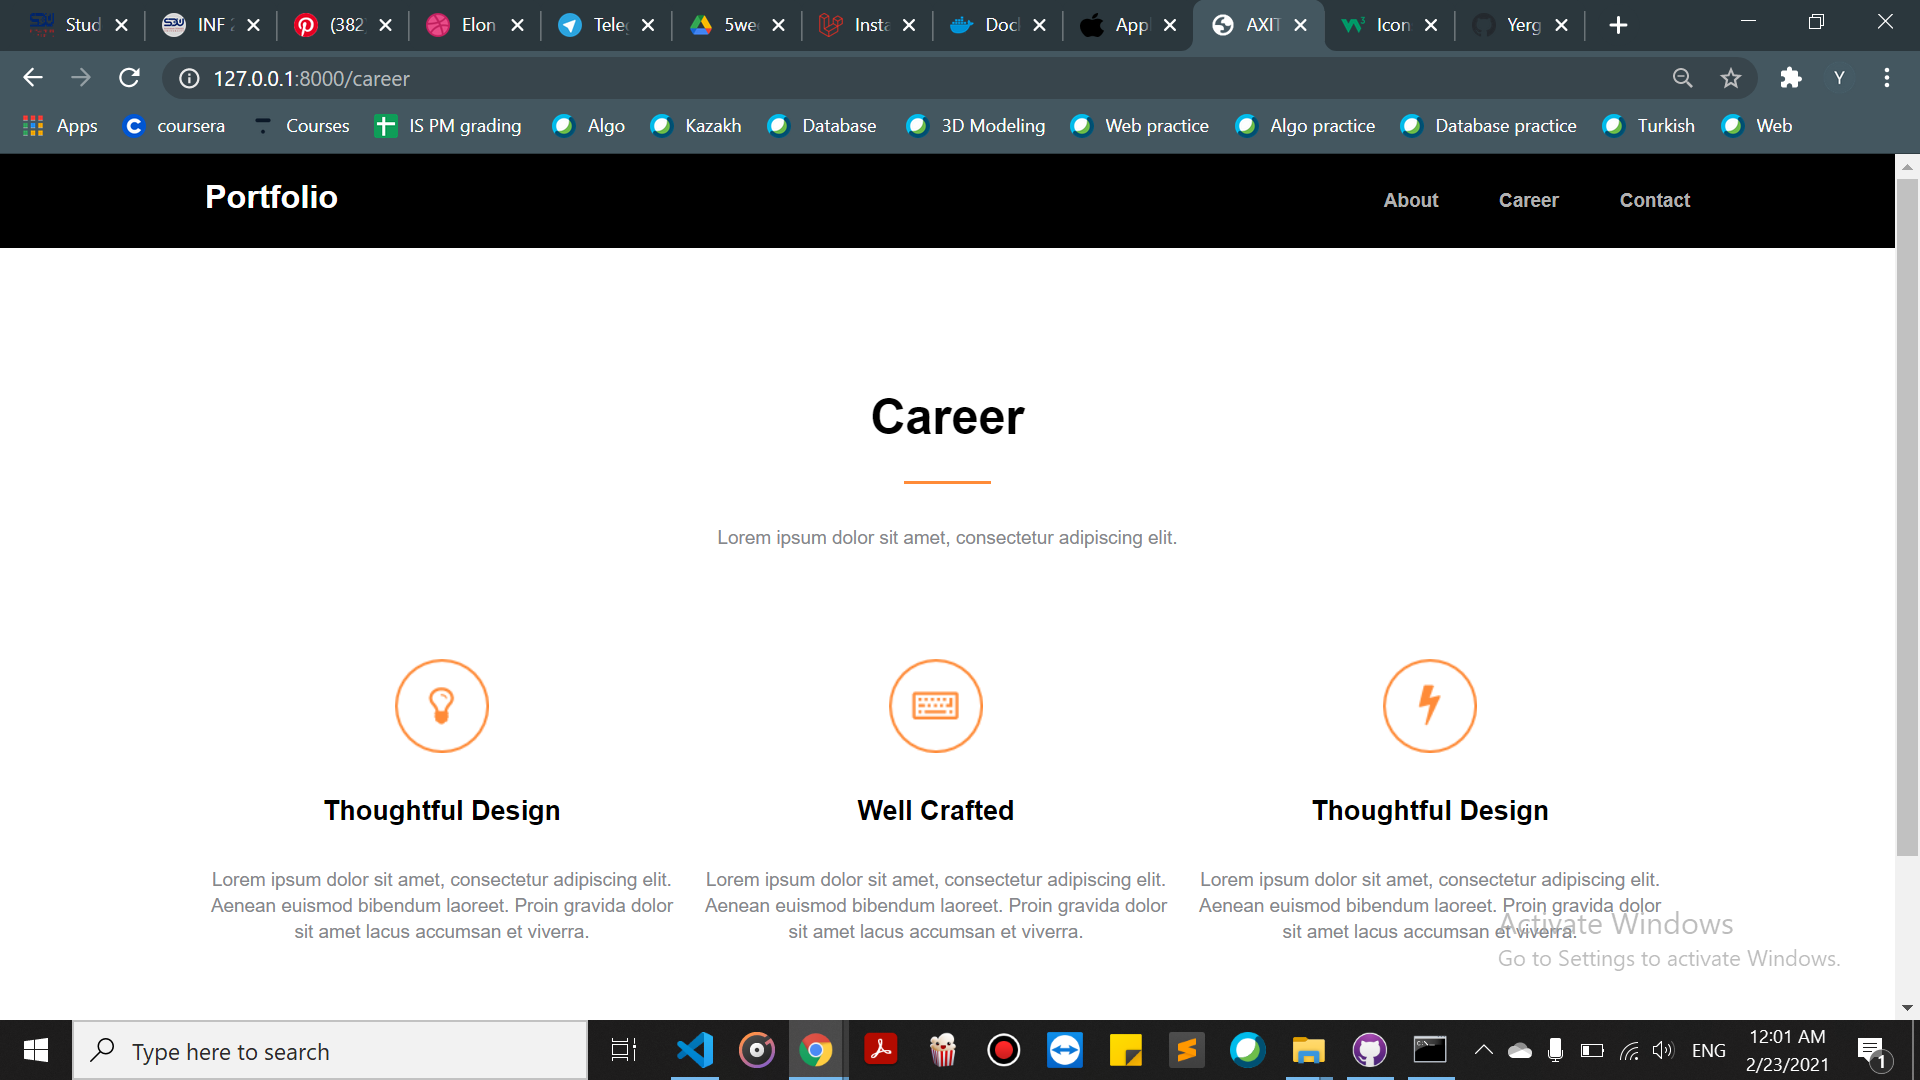 Stud
INF
(382
Elon
Tele
5we
Insta
Doc
Appl
AXIT
Icon
Yerg
127.0.0.1:8000/career
Y
Apps
coursera
Courses
IS PM grading
Algo
Kazakh
Database
3D Modeling
Web practice
Algo practice
Database practice
Turkish
Web
Portfolio
About
Career
Contact
Career
Lorem ipsum dolor sit amet, consectetur adipiscing elit.
Thoughtful Design
Well Crafted
Thoughtful Design
Lorem ipsum dolor sit amet, consectetur adipiscing elit.
Aenean euismod bibendum laoreet. Proin gravida dolor
sit amet lacus accumsan et viverra.
Lorem ipsum dolor sit amet, consectetur adipiscing elit.
Aenean euismod bibendum laoreet. Proin gravida dolor
sit amet lacus accumsan et viverra.
Lorem ipsum dolor sit amet, consectetur adipiscing elit.
Aenean euismod bibendum laoreet. Proin gravida dolor
sit amet lacus accumsan et viverra.
Activate Windows
Go to Settings to activate Windows.
Type here to search
ENG
12:01 AM
2/23/2021
1